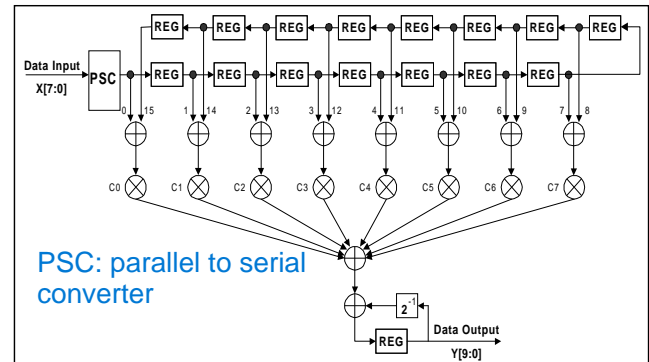 REG REG REG REG REG REG REG REG
Data Input
X[7:0]
PSC
REG REG REG REG REG REG REG
0 15 1 14 2 13 3 12 4 11 5 10 6 9 7 8
C0 C1 C2 C3 C4 C5 C6 C7
PSC: parallel to serial
converter
2-1
REG
Data Output
Y[9:0]